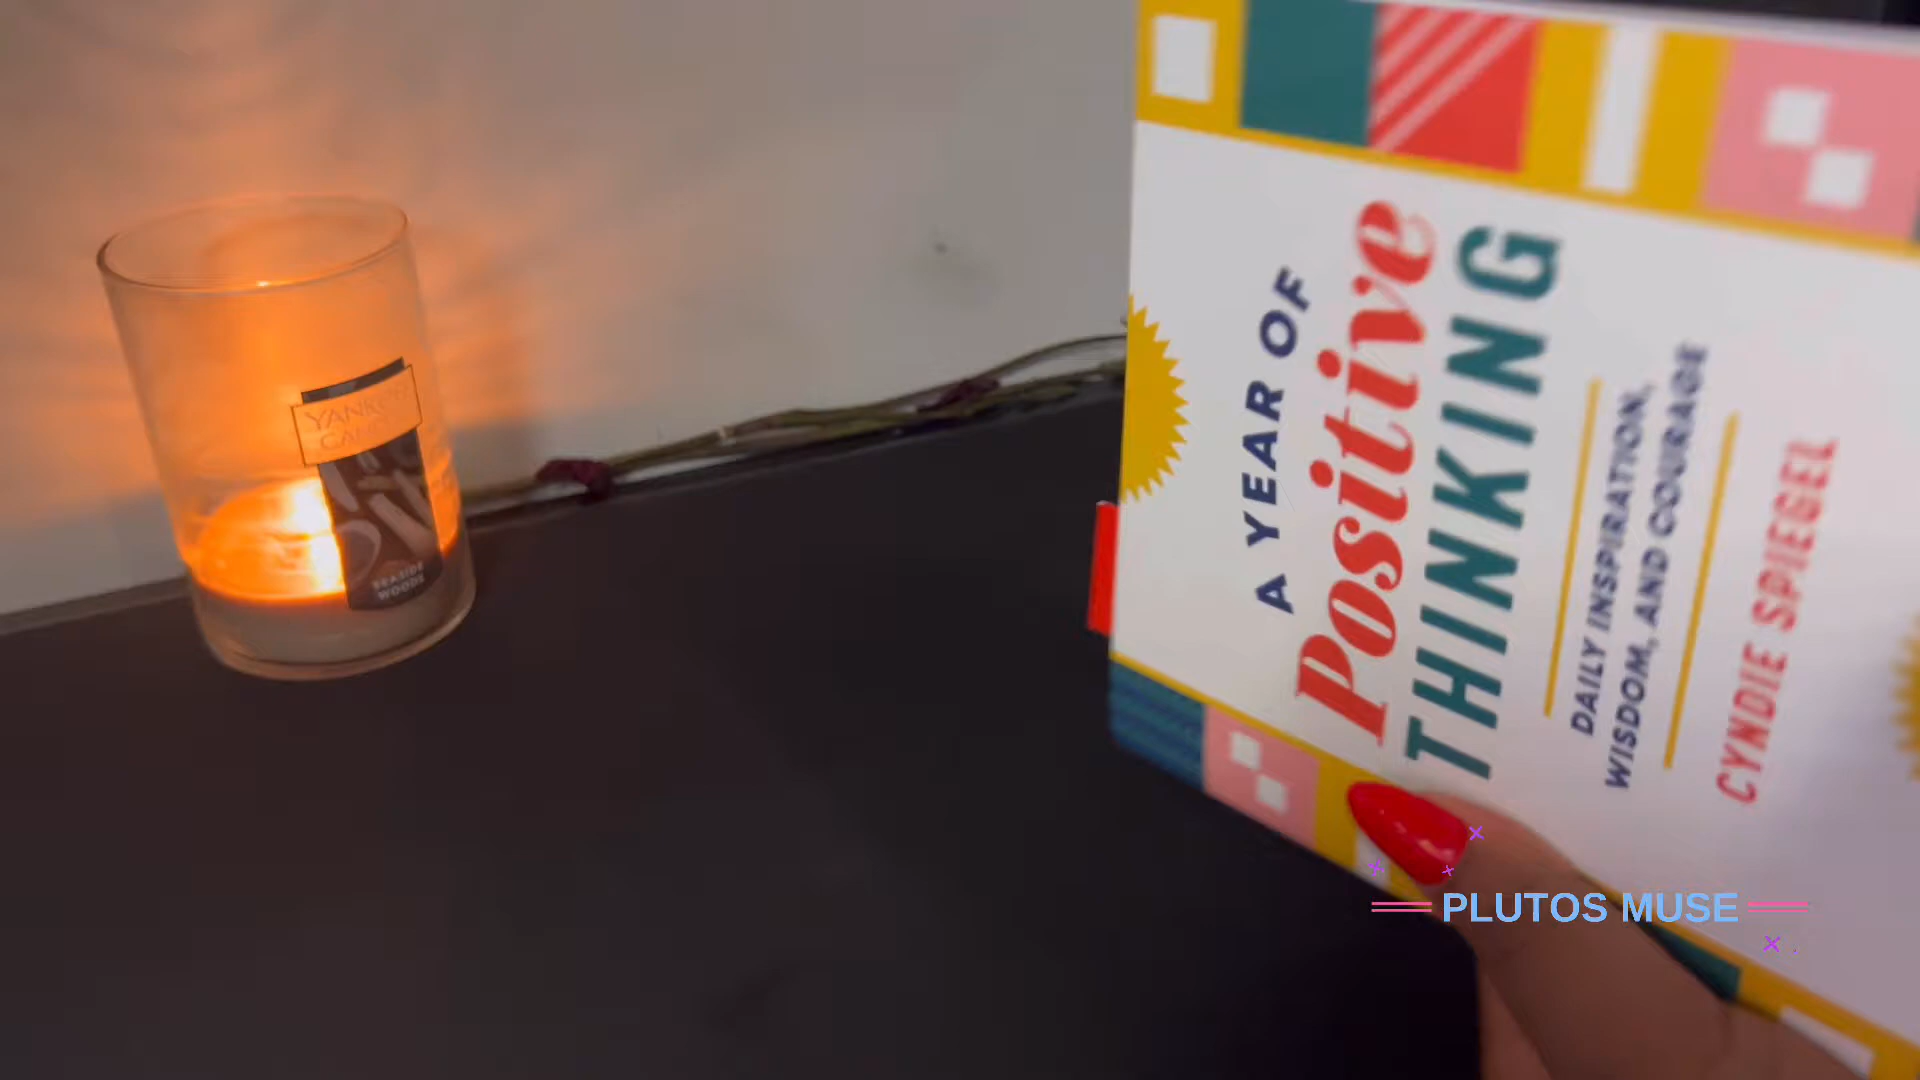 YANKEE
CANDLE
SEASIDE
WOODS
A YEAR OF
Positive
THINKING
DAILY INSPIRATION,
WISDOM, AND COURAGE
CYNDIE SPIEGEL
PLUTOS MUSE